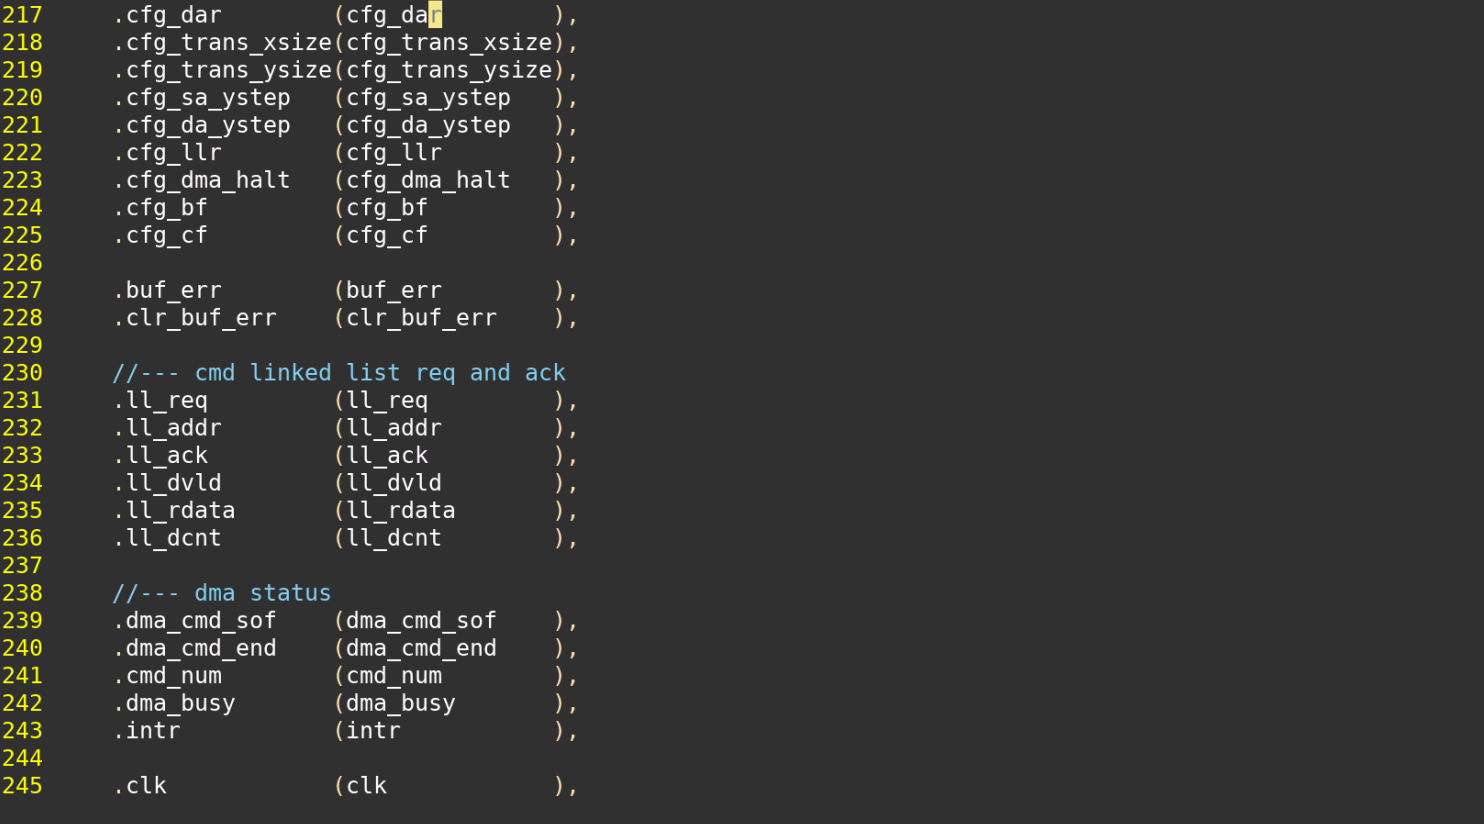 217     .cfg_dar        (cfg_dar        ),
218     .cfg_trans_xsize(cfg_trans_xsize),
219     .cfg_trans_ysize(cfg_trans_ysize),
220     .cfg_sa_ystep   (cfg_sa_ystep   ),
221     .cfg_da_ystep   (cfg_da_ystep   ),
222     .cfg_llr        (cfg_llr        ),
223     .cfg_dma_halt   (cfg_dma_halt   ),
224     .cfg_bf         (cfg_bf         ),
225     .cfg_cf         (cfg_cf         ),
226
227     .buf_err        (buf_err        ),
228     .clr_buf_err    (clr_buf_err    ),
229
230     //--- cmd linked list req and ack
231     .ll_req         (ll_req         ),
232     .ll_addr        (ll_addr        ),
233     .ll_ack         (ll_ack         ),
234     .ll_dvld        (ll_dvld        ),
235     .ll_rdata       (ll_rdata       ),
236     .ll_dcnt        (ll_dcnt        ),
237
238     //--- dma status
239     .dma_cmd_sof    (dma_cmd_sof    ),
240     .dma_cmd_end    (dma_cmd_end    ),
241     .cmd_num        (cmd_num        ),
242     .dma_busy       (dma_busy       ),
243     .intr           (intr           ),
244
245     .clk            (clk            ),